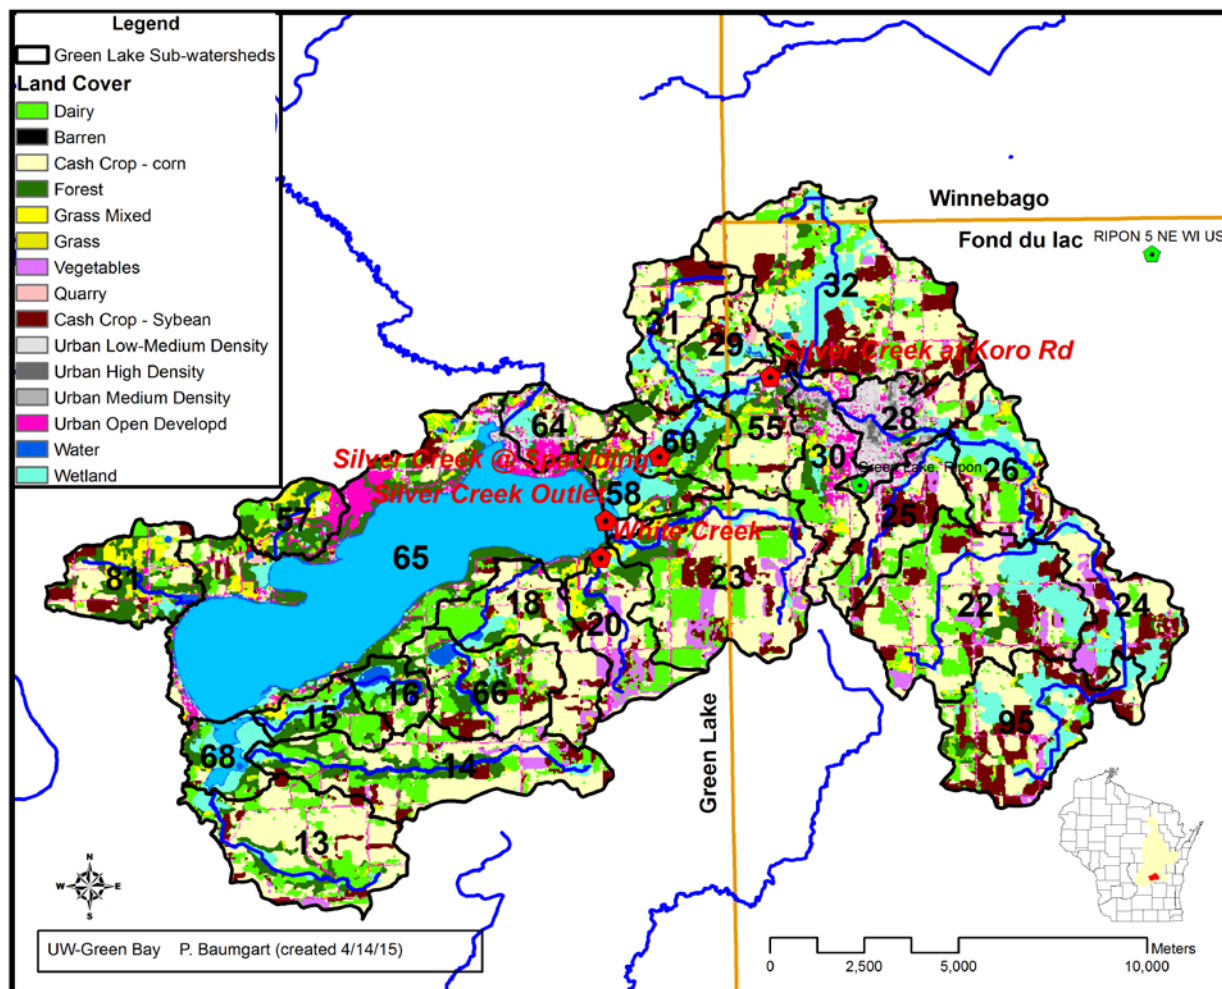 Legend
Green Lake Sub-watersheds
Land Cover
Dairy
Barren
Cash Crop - corn
Forest
Grass Mixed
Grass
Vegetables
Quarry
Cash Crop - Sybean
Urban Low-Medium Density
Urban High Density
Urban Medium Density
Urban Open Developd
Water
Wetland
Winnebago
Fond du lac
RIPON 5 NE WI US
32
31
29
Silver Creek at Koro Rd
28
64
60
55
30
Silver Creek @ Spaulding
Green Lake, Ripon
26
Silver Creek Outlet
58
25
57
White Creek
65
81
23
18
20
22
24
16
66
15
95
68
14
Green Lake
13
N
W
E
S
UW-Green Bay P. Baumgart (created 4/14/15)
Meters
0
2,500
5,000
10,000